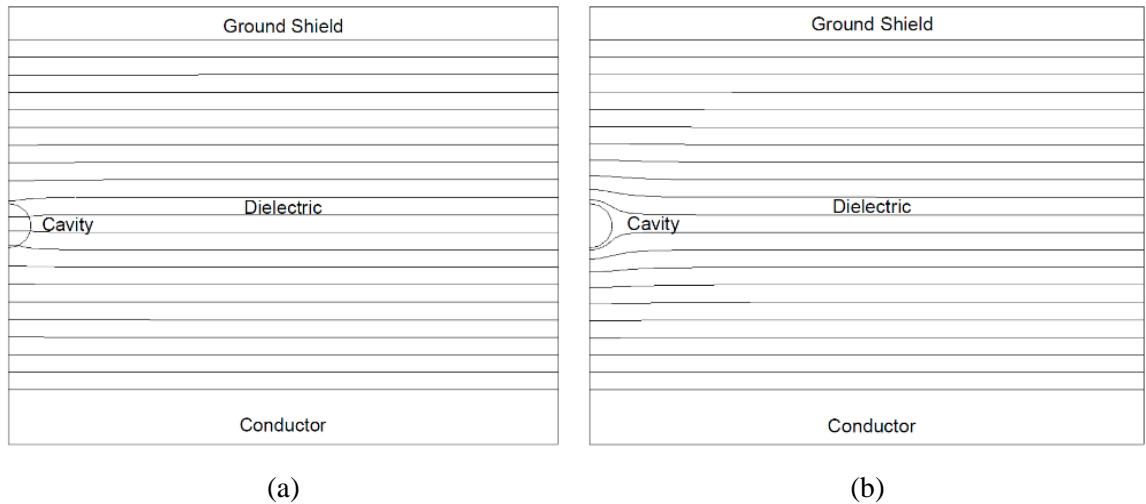 Ground Shield
Dielectric
Cavity
Conductor
(a)
Ground Shield
Dielectric
Cavity
Conductor
(b)